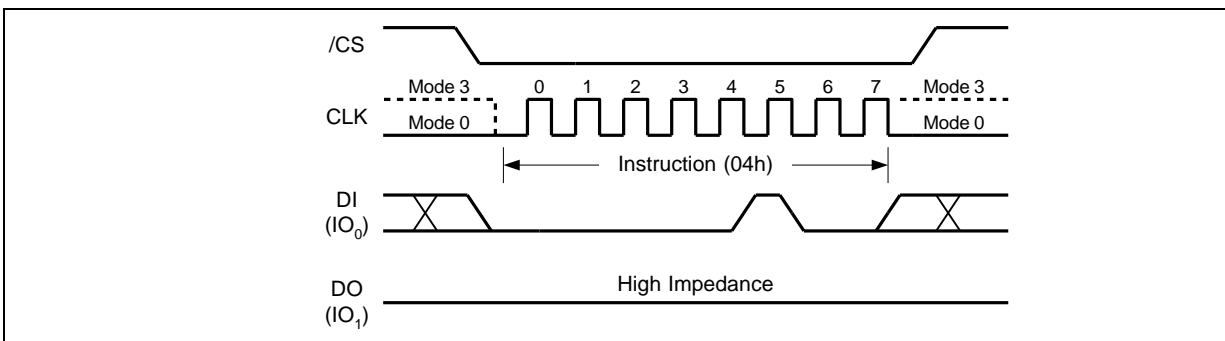 /CS
Mode 3 0 1 2 3 4 5 6 7 Mode 3
CLK
Mode 0 Mode 0
Instruction (04h)
DI
(IO₀)
High Impedance
DO
(IO₁)